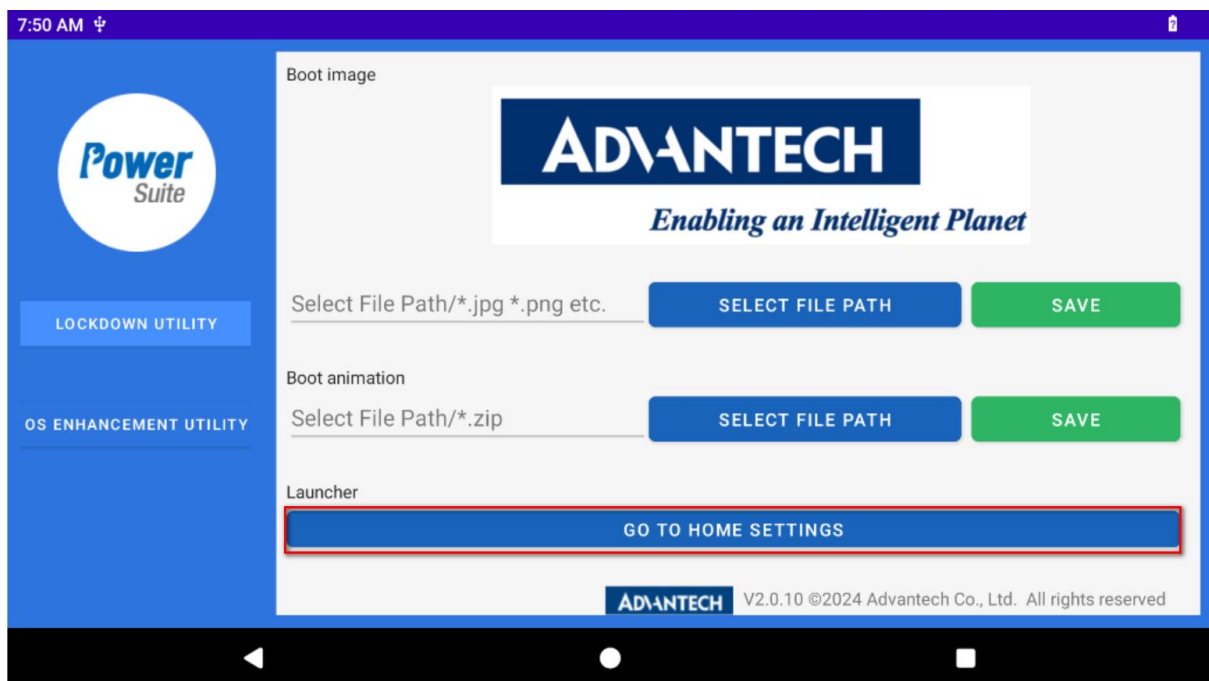 7:50 AM
Power
Suite
LOCKDOWN UTILITY
OS ENHANCEMENT UTILITY
Boot image
ADVANTECH
Enabling an Intelligent Planet
Select File Path/*.jpg *.png etc. SELECT FILE PATH SAVE
Boot animation
Select File Path/*.zip SELECT FILE PATH SAVE
Launcher
GO TO HOME SETTINGS
ADVANTECH V2.0.10 ©2024 Advantech Co., Ltd. All rights reserved